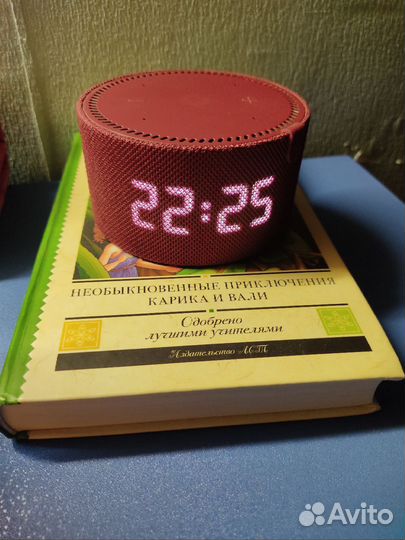 22:25
НЕОБЫКНОВЕННЫЕ ПРИКЛЮЧЕНИЯ
КАРИКА И ВАЛИ
Одобрено
лучшими учителями
Издательство АСТ
Avito